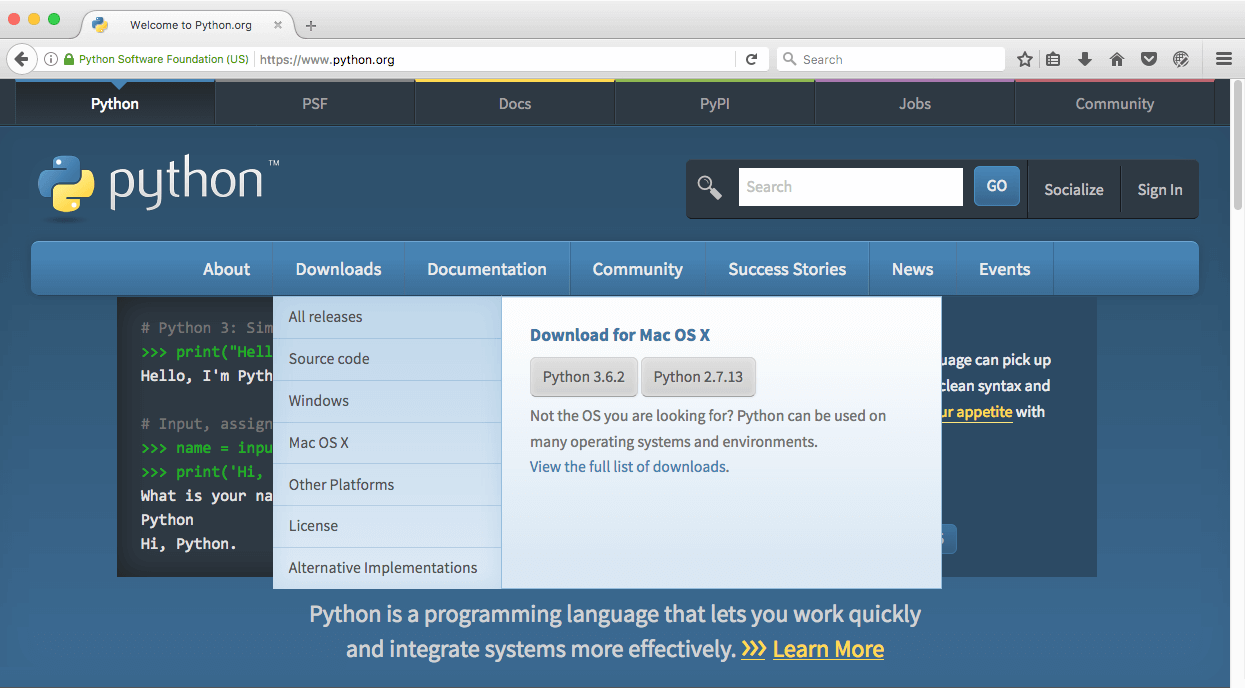 Welcome to Python.org
Python Software Foundation (US)
https://www.python.org
Search
Python
PSF
Docs
PyPI
Jobs
Community
python™
Search
GO
Socialize
Sign In
About
Downloads
Documentation
Community
Success Stories
News
Events
# Python 3: Sim
>>> print("Hell
Hello, I'm Pyth
# Input, assign
>>> name = inpu
>>> print('Hi,
What is your na
Python
Hi, Python.
All releases
Source code
Windows
Mac OS X
Other Platforms
License
Alternative Implementations
Download for Mac OS X
Python 3.6.2
Python 2.7.13
Not the OS you are looking for? Python can be used on
many operating systems and environments.
View the full list of downloads.
uage can pick up
clean syntax and
ur appetite with
Python is a programming language that lets you work quickly
and integrate systems more effectively. >>> Learn More